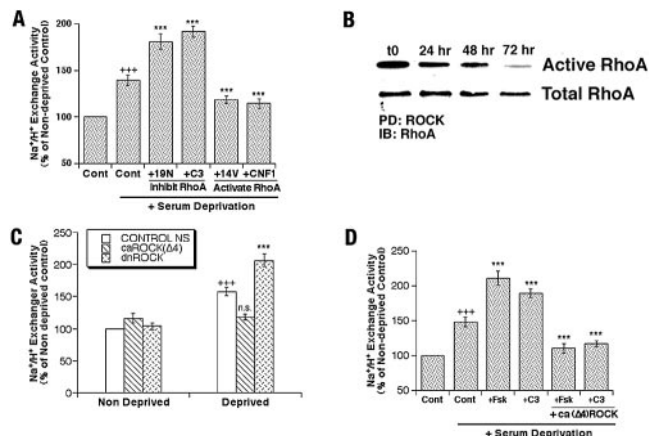 A
Na⁺/H⁺ Exchange Activity
(% of Non-deprived Control)
200
150
100
50
+++
***
***
***
***
Cont
Cont
+19N
+C3
+14V
+CNF1
Inhibit RhoA
Activate RhoA
+ Serum Deprivation
B
t0 24 hr 48 hr 72 hr
Active RhoA
Total RhoA
PD: ROCK
IB: RhoA
C
CONTROL NS
caROCK(Δ4)
dnROCK
Na⁺/H⁺ Exchanger Activity
(% of Non deprived Control)
250
200
150
100
50
+++
n.s.
***
Non Deprived
Deprived
D
Na⁺/H⁺ Exchanger Activity
(% of Non-deprived Control)
250
200
150
100
50
+++
***
***
***
***
Cont
Cont
+Fsk
+C3
+Fsk
+C3
+ ca(Δ4)ROCK
+ Serum Deprivation